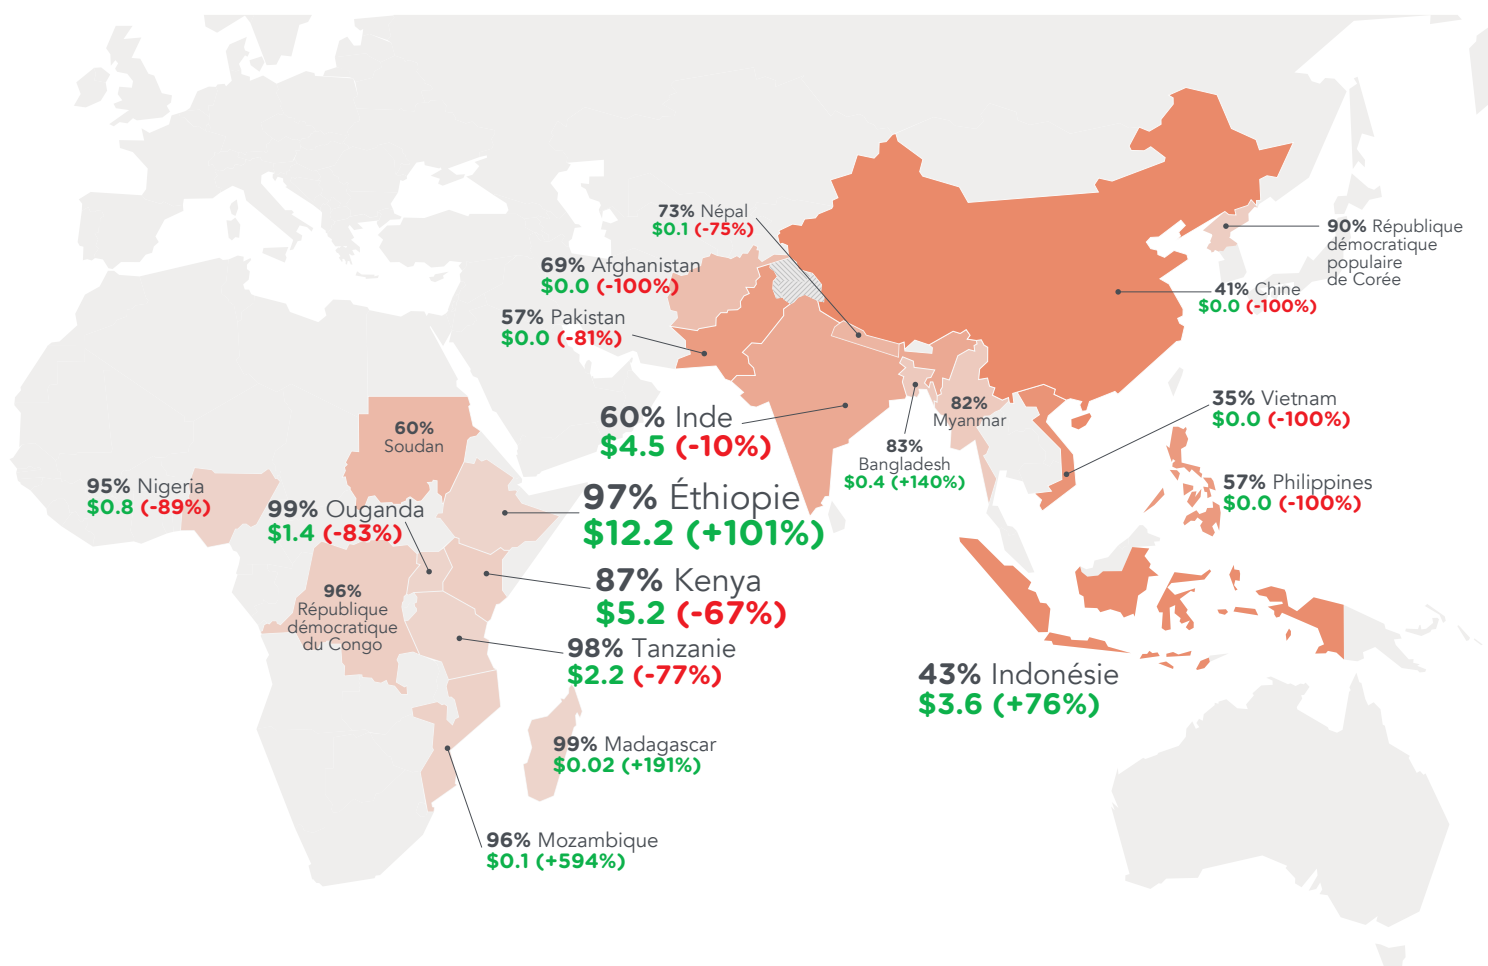 73% Népal
$0.1 (-75%)
69% Afghanistan
$0.0 (-100%)
57% Pakistan
$0.0 (-81%)
90% République
démocratique
populaire
de Corée
41% Chine
$0.0 (-100%)
60% Inde
$4.5 (-10%)
82%
Myanmar
83%
Bangladesh
$0.4 (+140%)
35% Vietnam
$0.0 (-100%)
57% Philippines
$0.0 (-100%)
60%
Soudan
95% Nigeria
$0.8 (-89%)
99% Ouganda
$1.4 (-83%)
97% Éthiopie
$12.2 (+101%)
87% Kenya
$5.2 (-67%)
96%
République
démocratique
du Congo
98% Tanzanie
$2.2 (-77%)
43% Indonésie
$3.6 (+76%)
99% Madagascar
$0.02 (+191%)
96% Mozambique
$0.1 (+594%)